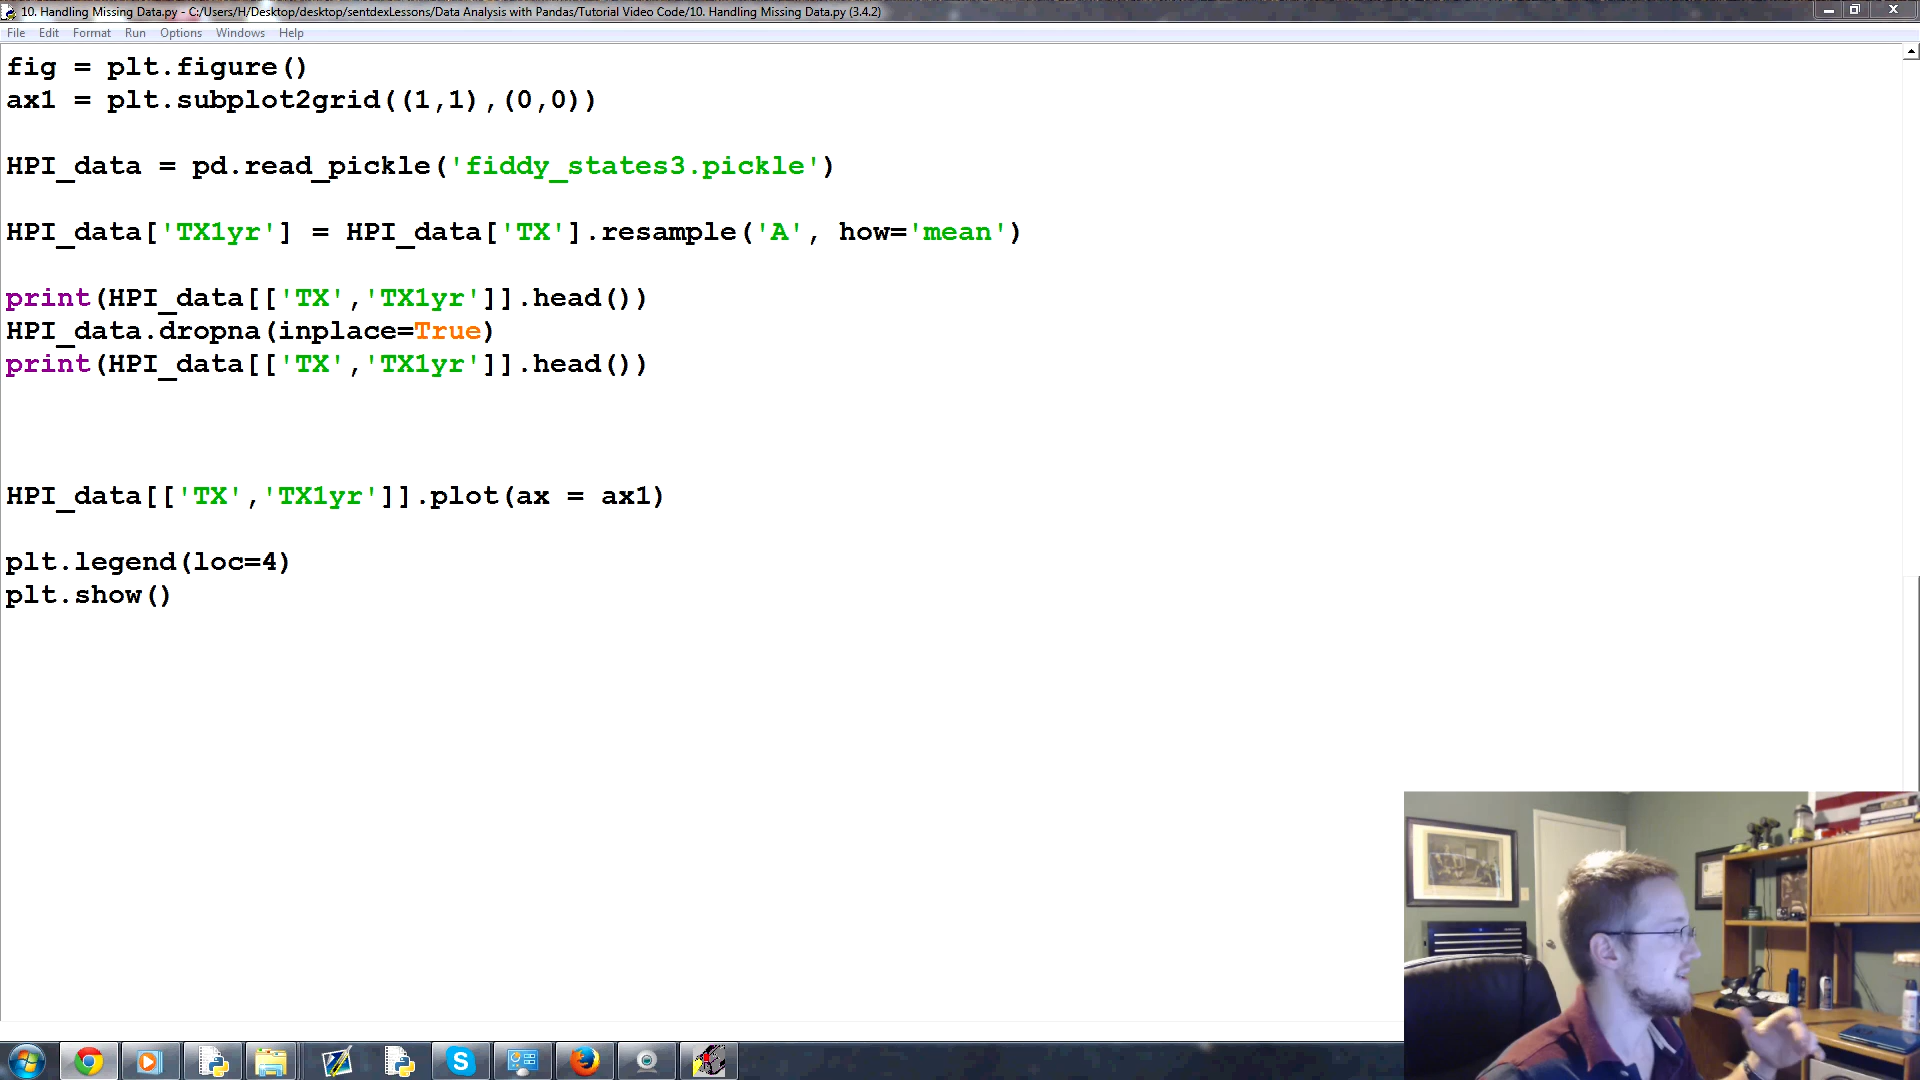 10. Handling Missing Data.py - C:/Users/H/Desktop/desktop/sentdexLessons/Data Analysis with Pandas/Tutorial Video Code/10. Handling Missing Data.py (3.4.2)
File Edit Format Run Options Windows Help
fig = plt.figure()
ax1 = plt.subplot2grid((1,1),(0,0))
HPI_data = pd.read_pickle('fiddy_states3.pickle')
HPI_data['TX1yr'] = HPI_data['TX'].resample('A', how='mean')
print(HPI_data[['TX','TX1yr']].head())
HPI_data.dropna(inplace=True)
print(HPI_data[['TX','TX1yr']].head())
HPI_data[['TX','TX1yr']].plot(ax = ax1)
plt.legend(loc=4)
plt.show()